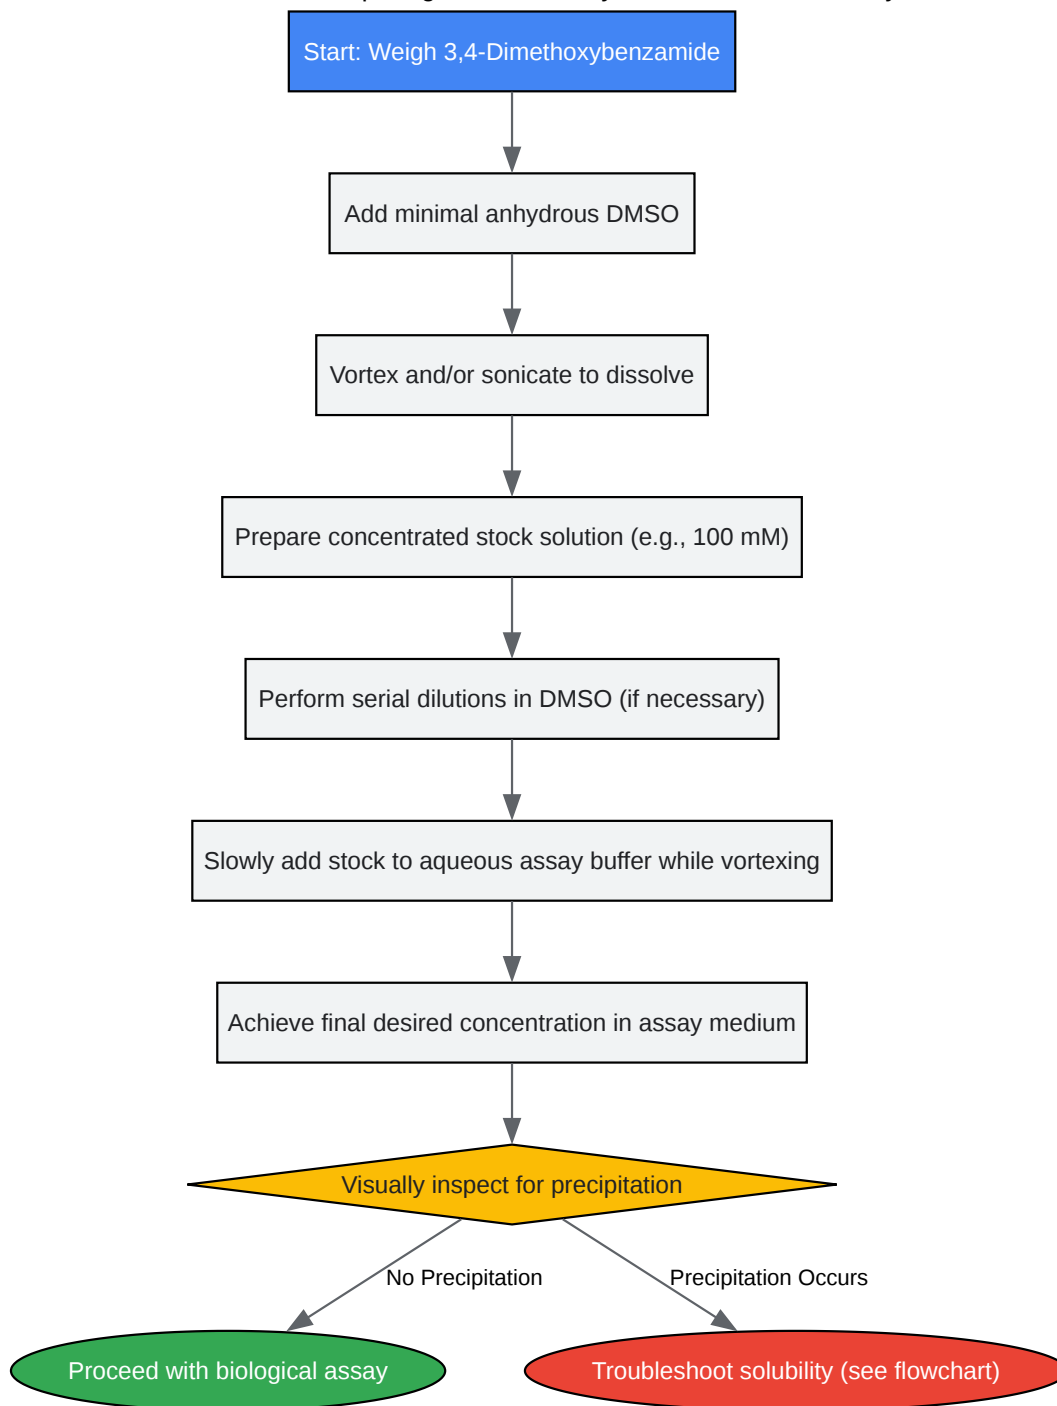 Start: Weigh 3,4-Dimethoxybenzamide
Add minimal anhydrous DMSO
Vortex and/or sonicate to dissolve
Prepare concentrated stock solution (e.g., 100 mM)
Perform serial dilutions in DMSO (if necessary)
Slowly add stock to aqueous assay buffer while vortexing
Achieve final desired concentration in assay medium
Visually inspect for precipitation
No Precipitation
Precipitation Occurs
Proceed with biological assay
Troubleshoot solubility (see flowchart)